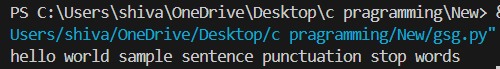 PS C:\Users\shiva\OneDrive\Desktop\c pragramming\New> &
Users/shiva/OneDrive/Desktop/c pragramming/New/gsg.py"
hello world sample sentence punctuation stop words